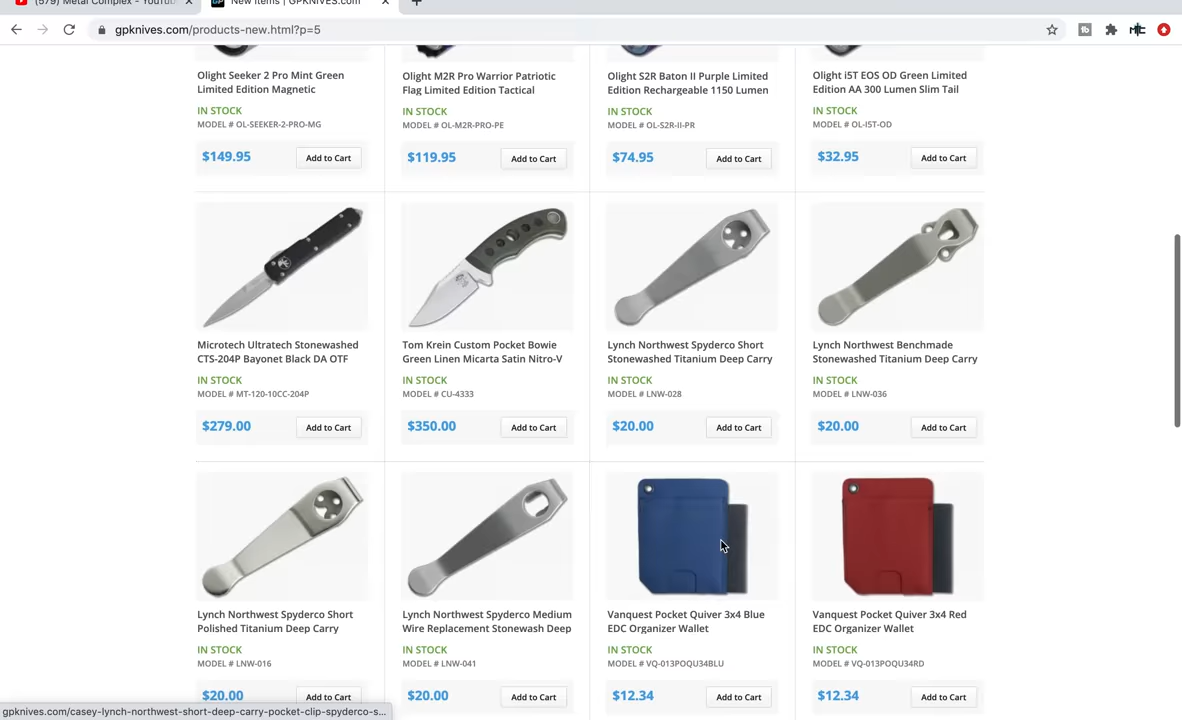 (579) Metal Complex - YouTu
New Items | GPKNIVES.com
gpknives.com/products-new.html?p=5
Olight Seeker 2 Pro Mint Green
Limited Edition Magnetic
IN STOCK
MODEL # OL-SEEKER-2-PRO-MG
$149.95
Add to Cart
Olight M2R Pro Warrior Patriotic
Flag Limited Edition Tactical
IN STOCK
MODEL # OL-M2R-PRO-PE
$119.95
Add to Cart
Olight S2R Baton II Purple Limited
Edition Rechargeable 1150 Lumen
IN STOCK
MODEL # OL-S2R-II-PR
$74.95
Add to Cart
Olight i5T EOS OD Green Limited
Edition AA 300 Lumen Slim Tail
IN STOCK
MODEL # OL-I5T-OD
$32.95
Add to Cart
Microtech Ultratech Stonewashed
CTS-204P Bayonet Black DA OTF
IN STOCK
MODEL # MT-120-10CC-204P
$279.00
Add to Cart
Tom Krein Custom Pocket Bowie
Green Linen Micarta Satin Nitro-V
IN STOCK
MODEL # CU-4333
$350.00
Add to Cart
Lynch Northwest Spyderco Short
Stonewashed Titanium Deep Carry
IN STOCK
MODEL # LNW-028
$20.00
Add to Cart
Lynch Northwest Benchmade
Stonewashed Titanium Deep Carry
IN STOCK
MODEL # LNW-036
$20.00
Add to Cart
Lynch Northwest Spyderco Short
Polished Titanium Deep Carry
IN STOCK
MODEL # LNW-016
$20.00
Add to Cart
Lynch Northwest Spyderco Medium
Wire Replacement Stonewash Deep
IN STOCK
MODEL # LNW-041
$20.00
Add to Cart
Vanquest Pocket Quiver 3x4 Blue
EDC Organizer Wallet
IN STOCK
MODEL # VQ-013POQU34BLU
$12.34
Add to Cart
Vanquest Pocket Quiver 3x4 Red
EDC Organizer Wallet
IN STOCK
MODEL # VQ-013POQU34RD
$12.34
Add to Cart
gpknives.com/casey-lynch-northwest-short-deep-carry-pocket-clip-spyderco-s...